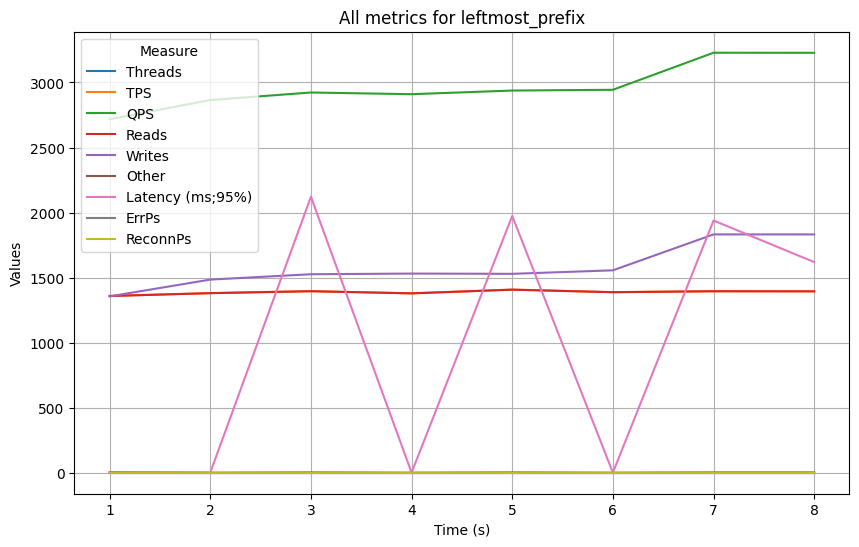 All metrics for leftmost_prefix
Measure
Threads
TPS
QPS
Reads
Writes
Other
Latency (ms;95%)
ErrPs
ReconnPs
Values
3000
2500
2000
1500
1000
500
0
1 2 3 4 5 6 7 8
Time (s)